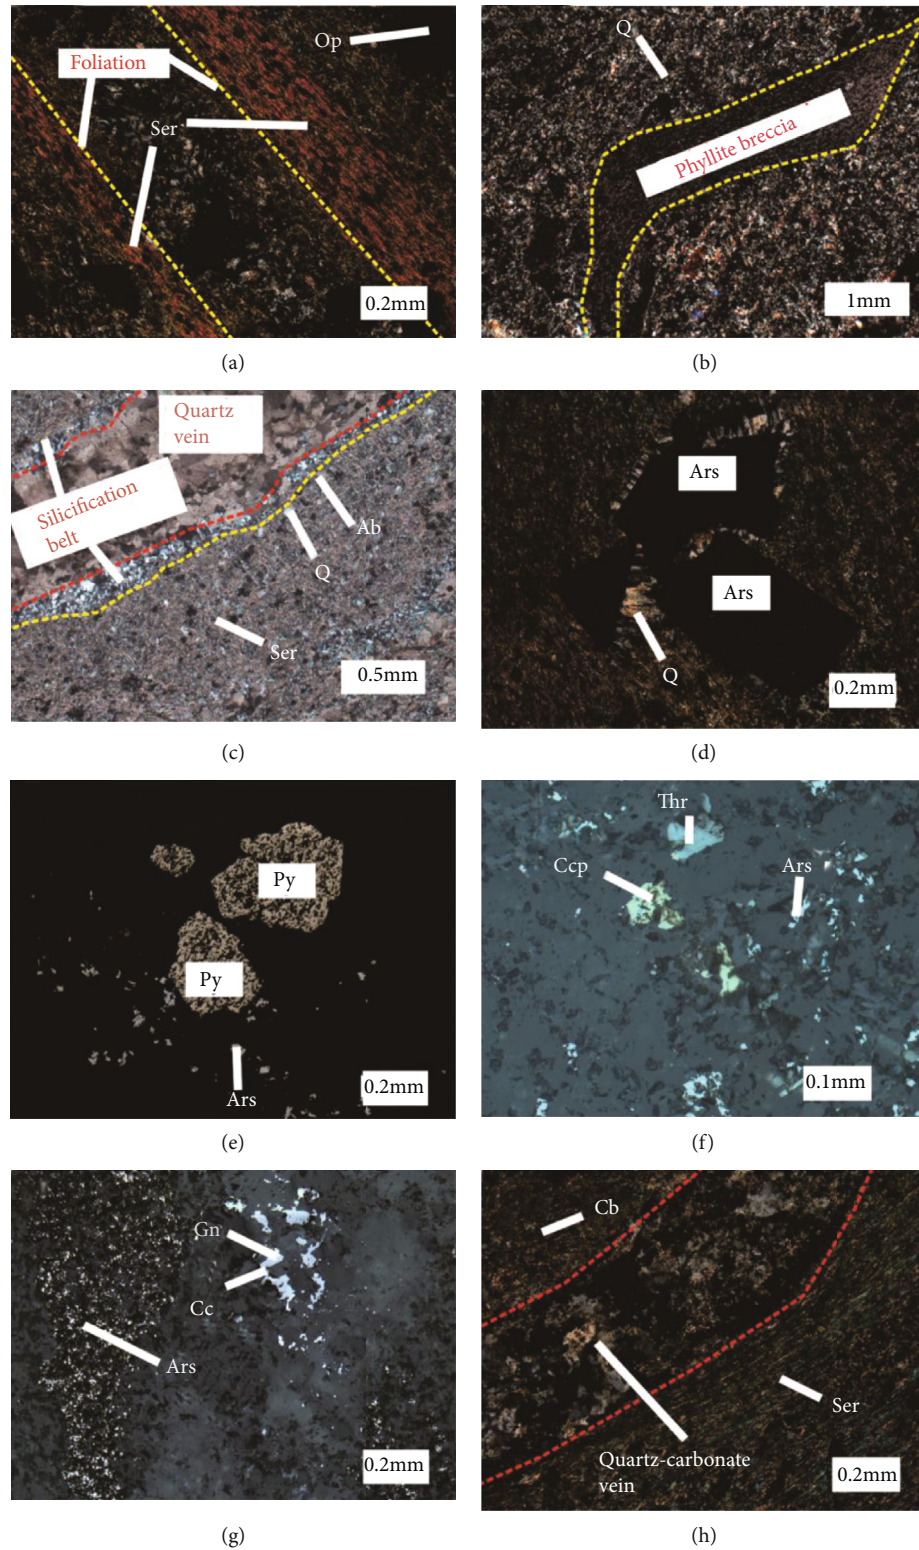 Op
Foliation
Ser
0.2mm
(a)
Q
Phyllite breccia
1mm
(b)
Quartz
vein
Silicification
belt
Ab
Q
Ser
0.5mm
(c)
Ars
Ars
Q
0.2mm
(d)
Py
Py
Ars
0.2mm
(e)
Thr
Ars
Ccp
0.1mm
(f)
Gn
Cc
Ars
0.2mm
(g)
Cb
Ser
Quartz-carbonate
vein
0.2mm
(h)